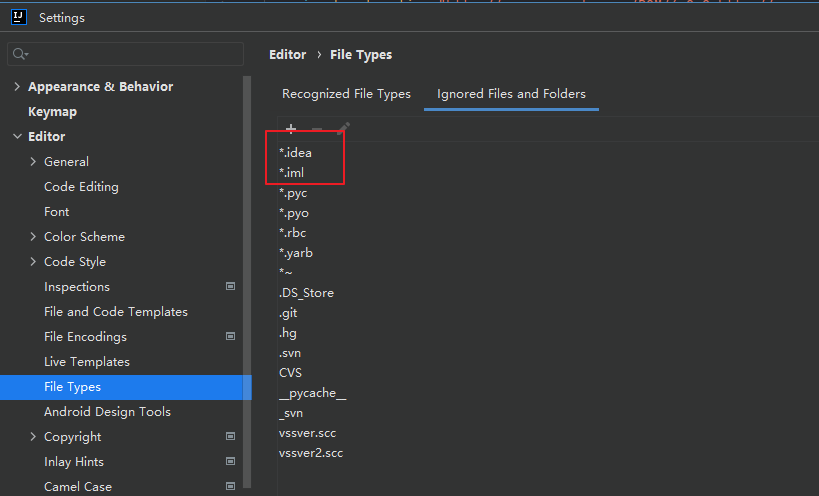 IJ Settings
Editor › File Types
Appearance & Behavior
Keymap
Editor
General
Code Editing
Font
Color Scheme
Code Style
Inspections
File and Code Templates
File Encodings
Live Templates
File Types
Android Design Tools
Copyright
Inlay Hints
Camel Case
Recognized File Types Ignored Files and Folders
*.idea
*.iml
*.pyc
*.pyo
*.rbc
*.yarb
*~
.DS_Store
.git
.hg
.svn
CVS
__pycache__
_svn
vssver.scc
vssver2.scc